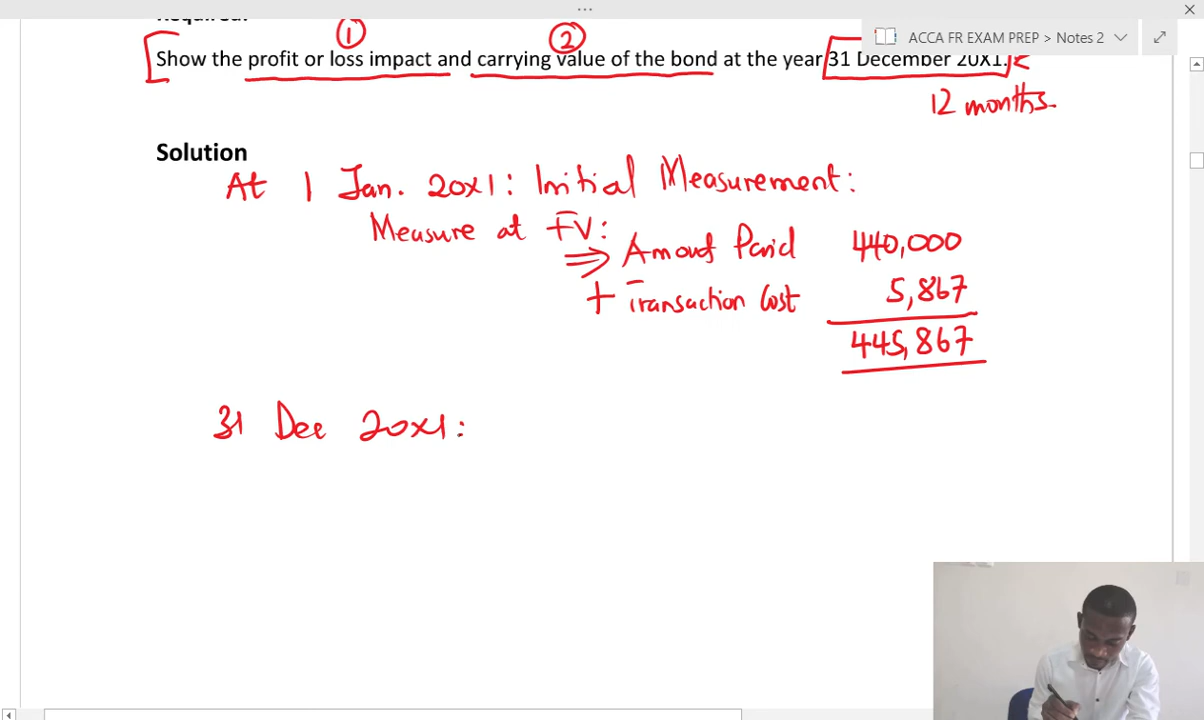 ACCA FR EXAM PREP > Notes 2
① ②
Show the profit or loss impact and carrying value of the bond at the year 31 December 20X1.
12 months.
Solution
At 1 Jan. 20x1: Initial Measurement:
Measure at FV:
⇒ Amout Paid 440,000
+ Transaction Cost 5,867
445,867
31 Dec 20x1: